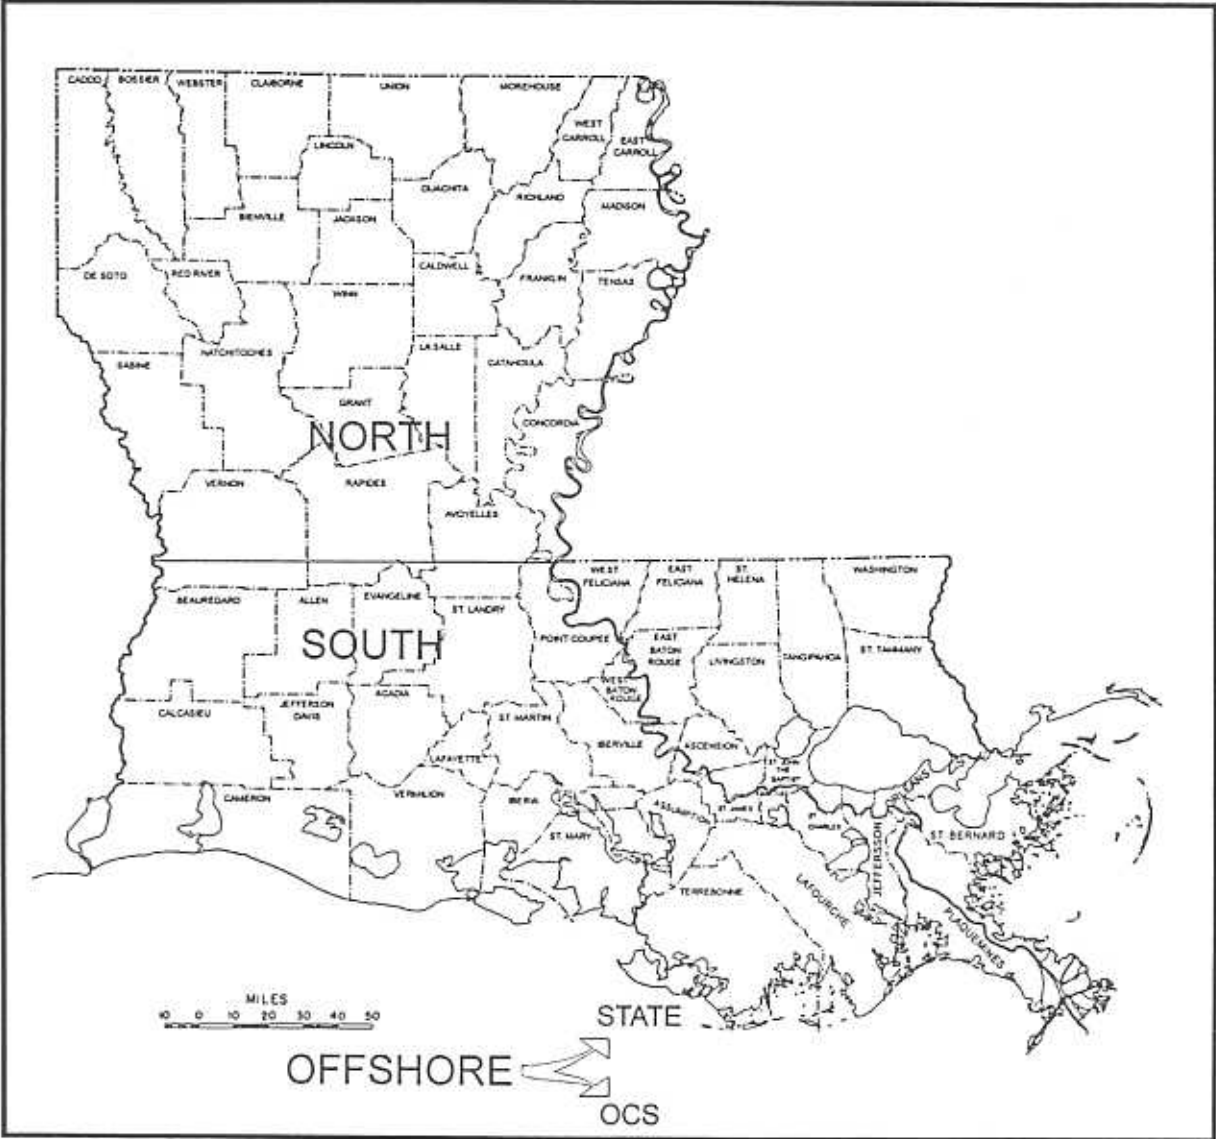 CADDO
BOSSIER
WEBSTER
CLAIBORNE
UNION
MOREHOUSE
WEST
CARROLL
EAST
CARROLL
LINCOLN
OUACHITA
RICHLAND
MADISON
BIENVILLE
JACKSON
DE SOTO
RED RIVER
CALDWELL
FRANKLIN
TENSAS
WINN
NATCHITOCHES
LA SALLE
SABINE
CATAHOULA
GRANT
CONCORDIA
NORTH
VERNON
RAPIDES
AVOYELLES
WEST
FELICIANA
EAST
FELICIANA
ST.
HELENA
WASHINGTON
BEAUREGARD
ALLEN
EVANGELINE
ST. LANDRY
SOUTH
POINT COUPEE
EAST
BATON
ROUGE
LIVINGSTON
TANGIPAHOA
ST. TAMMANY
WEST
BATON
ROUGE
CALCASIEU
JEFFERSON
DAVIS
ACADIA
ST. MARTIN
IBERVILLE
ASCENSION
LAFAYETTE
ST. JOHN
THE
BAPTIST
CAMERON
VERMILION
IBERIA
ASSUMPTION
ST. JAMES
ST.
CHARLES
ORLEANS
ST. MARY
JEFFERSSON
ST. BERNARD
TERREBONNE
LAFOURCHE
PLAQUEMINES
MILES
10 0 10 20 30 40 50
STATE
OFFSHORE
OCS